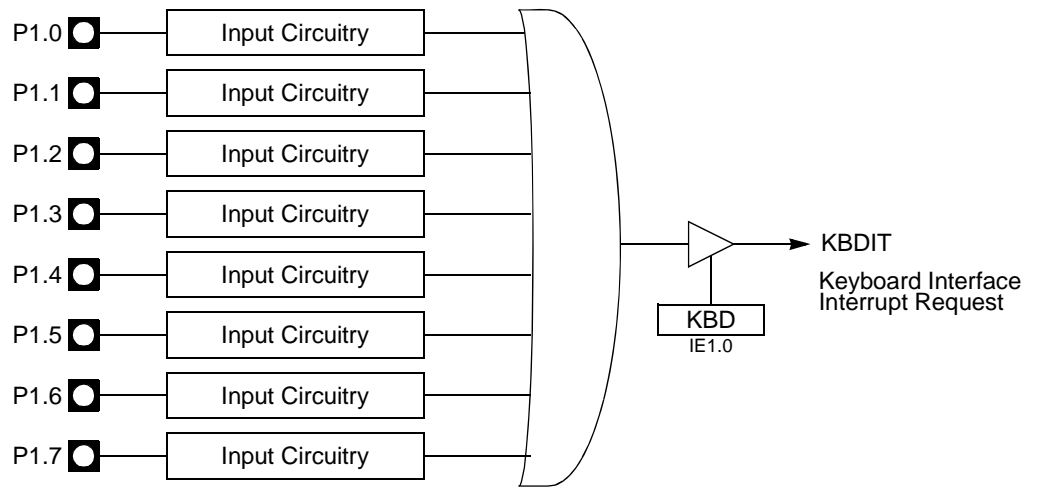 P1.0 Input Circuitry
P1.1 Input Circuitry
P1.2 Input Circuitry
P1.3 Input Circuitry
P1.4 Input Circuitry
P1.5 Input Circuitry
P1.6 Input Circuitry
P1.7 Input Circuitry
KBDIT
Keyboard Interface
Interrupt Request
KBD
IE1.0